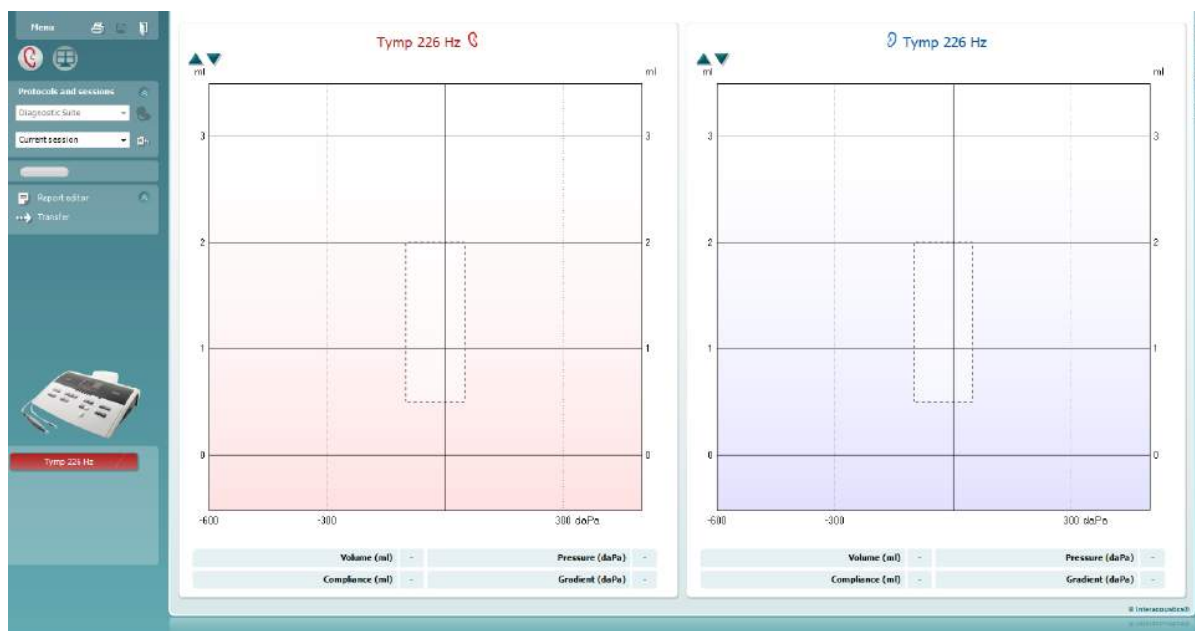 Menu
Protocols and sessions
Diagnostic Suite
Current session
Report editor
Transfer
Tymp 226 Hz
Tymp 226 Hz
ml
ml
3
3
2
2
1
1
0
0
-600
-300
300 daPa
Volume (ml) -
Pressure (daPa) -
Compliance (ml) -
Gradient (daPa) -
Tymp 226 Hz
ml
ml
3
3
2
2
1
1
0
0
-600
-300
300 daPa
Volume (ml) -
Pressure (daPa) -
Compliance (ml) -
Gradient (daPa) -
® Interacoustics®